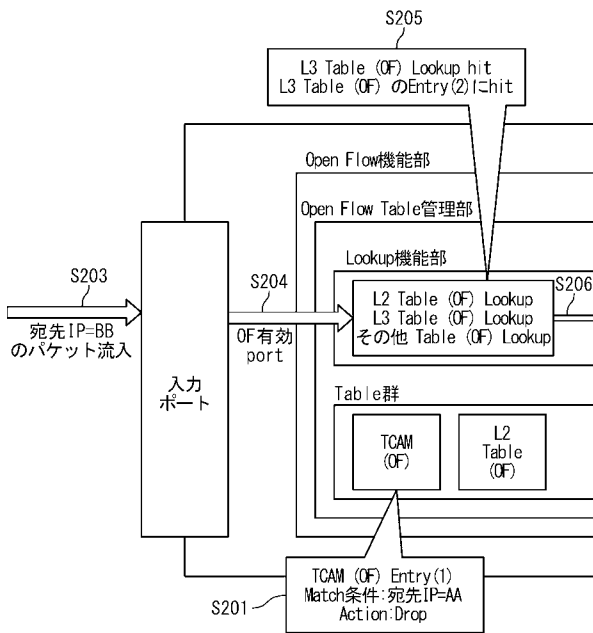 S205
L3 Table (OF) Lookup hit
L3 Table (OF) のEntry(2)にhit
Open Flow機能部
Open Flow Table管理部
Lookup機能部
S203
S204
S206
宛先IP=BB
のパケット流入
OF有効
port
L2 Table (OF) Lookup
L3 Table (OF) Lookup
その他 Table (OF) Lookup
入力
ポート
Table群
TCAM
(OF)
L2
Table
(OF)
S201
TCAM (OF) Entry(1)
Match条件:宛先IP=AA
Action:Drop